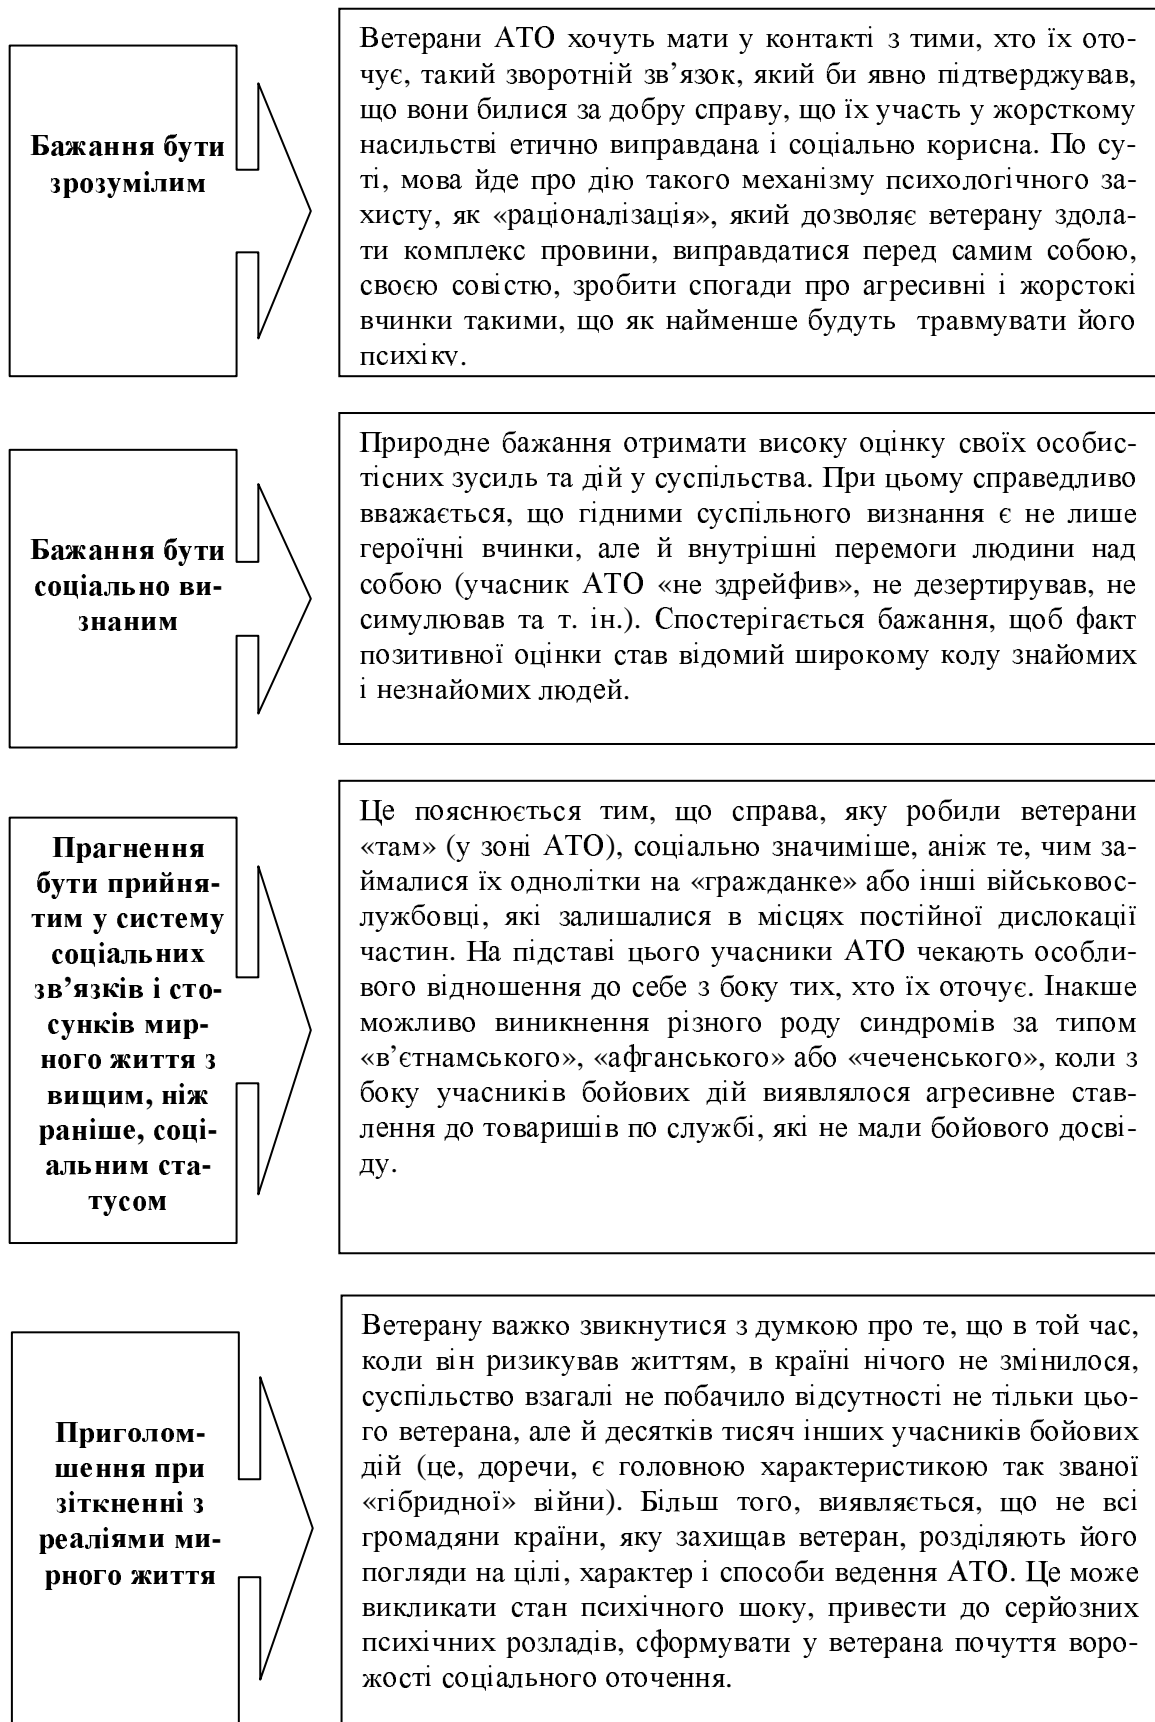 Бажання бути
зрозумілим
Ветерани АТО хочуть мати у контакті з тими, хто їх ото-
чує, такий зворотній зв’язок, який би явно підтверджував,
що вони билися за добру справу, що їх участь у жорсткому
насильстві етично виправдана і соціально корисна. По су-
ті, мова йде про дію такого механізму психологічного за-
хисту, як «раціоналізація», який дозволяє ветерану здола-
ти комплекс провини, виправдатися перед самим собою,
своєю совістю, зробити спогади про агресивні і жорстокі
вчинки такими, що як найменше будуть травмувати його
психіку.
Бажання бути
соціально ви-
знаним
Природне бажання отримати високу оцінку своїх особис-
тісних зусиль та дій у суспільства. При цьому справедливо
вважається, що гідними суспільного визнання є не лише
героїчні вчинки, але й внутрішні перемоги людини над
собою (учасник АТО «не здрейфив», не дезертирував, не
симулював та т. ін.). Спостерігається бажання, щоб факт
позитивної оцінки став відомий широкому колу знайомих
і незнайомих людей.
Прагнення
бути прийня-
тим у систему
соціальних
зв’язків і сто-
сунків мир-
ного життя з
вищим, ніж
раніше, соці-
альним ста-
тусом
Це пояснюється тим, що справа, яку робили ветерани
«там» (у зоні АТО), соціально значиміше, аніж те, чим за-
ймалися їх однолітки на «гражданке» або інші військовос-
лужбовці, які залишалися в місцях постійної дислокації
частин. На підставі цього учасники АТО чекають особли-
вого відношення до себе з боку тих, хто їх оточує. Інакше
можливо виникнення різного роду синдромів за типом
«в’єтнамського», «афганського» або «чеченського», коли з
боку учасників бойових дій виявлялося агресивне став-
лення до товаришів по службі, які не мали бойового досві-
ду.
Приголом-
шення при
зіткненні з
реаліями ми-
рного життя
Ветерану важко звикнутися з думкою про те, що в той час,
коли він ризикував життям, в країні нічого не змінилося,
суспільство взагалі не побачило відсутності не тільки цьо-
го ветерана, але й десятків тисяч інших учасників бойових
дій (це, доречи, є головною характеристикою так званої
«гібридної» війни). Більш того, виявляється, що не всі
громадяни країни, яку захищав ветеран, розділяють його
погляди на цілі, характер і способи ведення АТО. Це може
викликати стан психічного шоку, привести до серйозних
психічних розладів, сформувати у ветерана почуття воро-
жості соціального оточення.